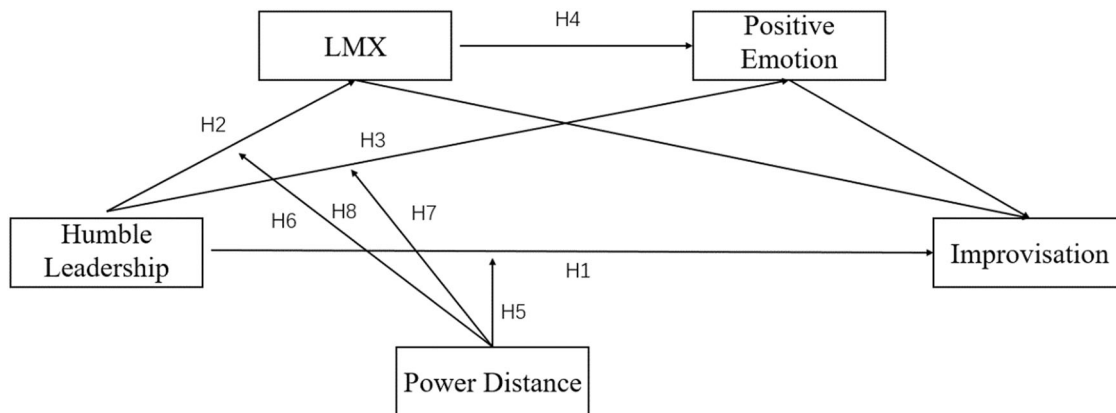 H4
LMX
Positive
Emotion
H2
H3
H6
H8
H7
Humble
Leadership
H1
Improvisation
H5
Power Distance